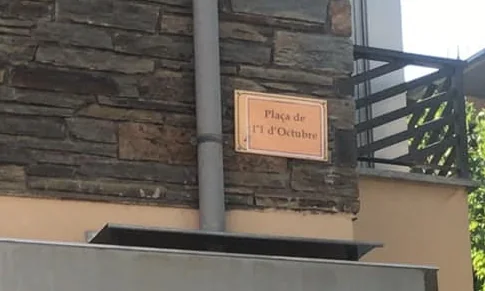 Plaça de
l'1 d'Octubre